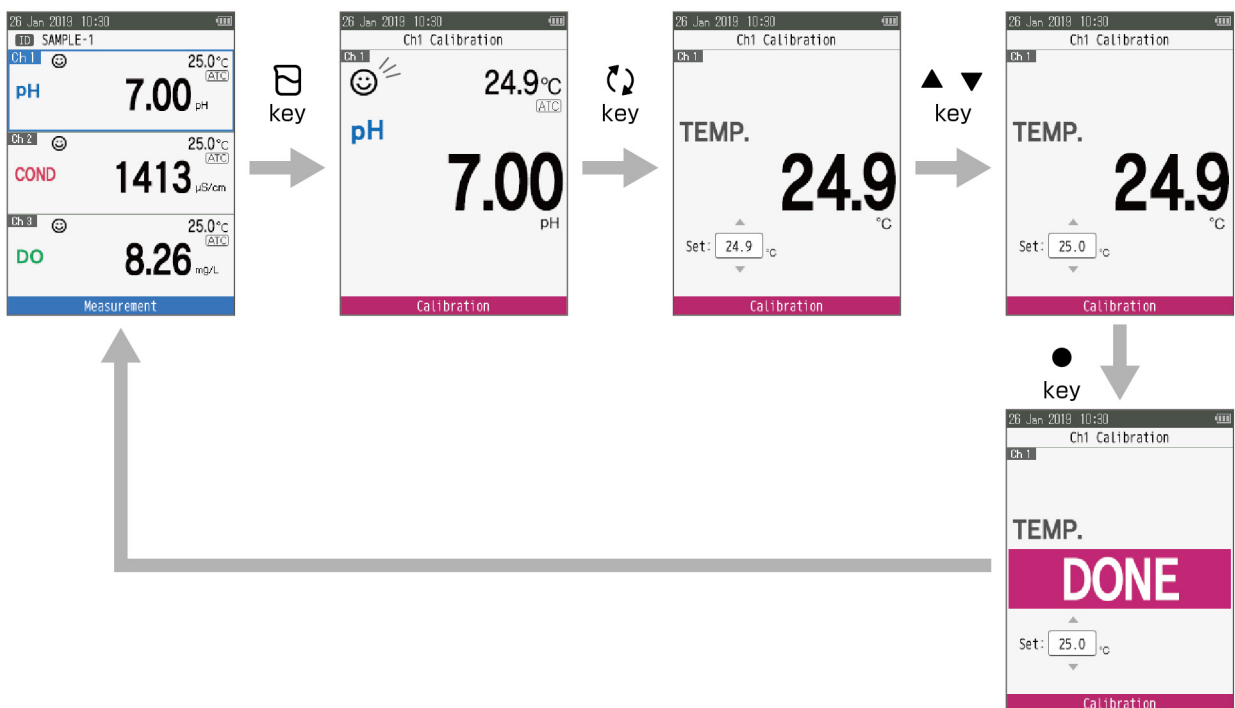 26 Jan 2019 10:30
ID SAMPLE-1
Ch 1 25.0°C
ATC
pH 7.00 pH
Ch 2 25.0°C
ATC
COND 1413 µS/cm
Ch 3 25.0°C
ATC
DO 8.26 mg/L
Measurement
key
26 Jan 2019 10:30
Ch1 Calibration
Ch 1
24.9°C
ATC
pH
7.00
pH
Calibration
key
26 Jan 2019 10:30
Ch1 Calibration
Ch 1
TEMP.
24.9
°C
Set: 24.9 °C
Calibration
▲ ▼
key
26 Jan 2019 10:30
Ch1 Calibration
Ch 1
TEMP.
24.9
°C
Set: 25.0 °C
Calibration
●
key
26 Jan 2019 10:30
Ch1 Calibration
Ch 1
TEMP.
DONE
Set: 25.0 °C
Calibration